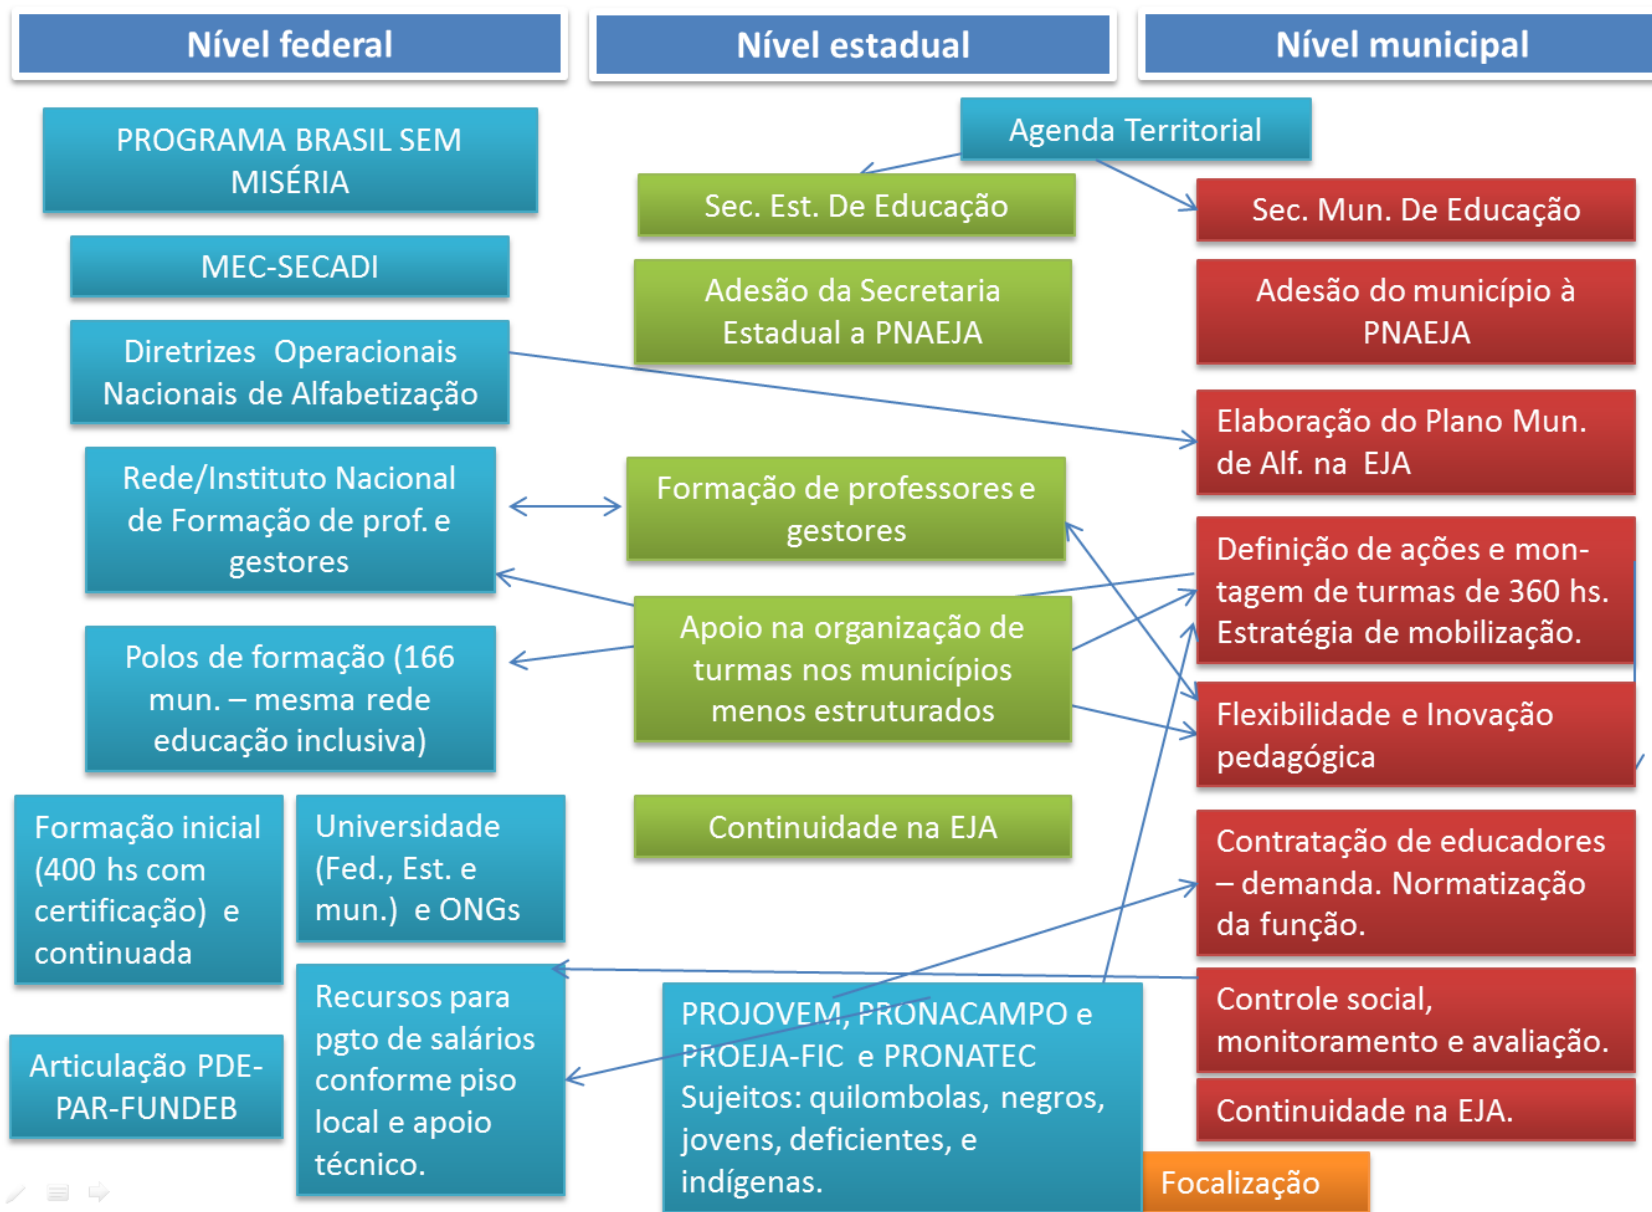 Nível federal
Nível estadual
Nível municipal
PROGRAMA BRASIL SEM
MISÉRIA
MEC-SECADI
Diretrizes Operacionais
Nacionais de Alfabetização
Rede/Instituto Nacional
de Formação de prof. e
gestores
Polos de formação (166
mun. – mesma rede
educação inclusiva)
Formação inicial
(400 hs com
certificação) e
continuada
Universidade
(Fed., Est. e
mun.) e ONGs
Articulação PDE-
PAR-FUNDEB
Recursos para
pgto de salários
conforme piso
local e apoio
técnico.
Agenda Territorial
Sec. Est. De Educação
Adesão da Secretaria
Estadual a PNAEJA
Formação de professores e
gestores
Apoio na organização de
turmas nos municípios
menos estruturados
Continuidade na EJA
PROJOVEM, PRONACAMPO e
PROEJA-FIC e PRONATEC
Sujeitos: quilombolas, negros,
jovens, deficientes, e
indígenas.
Sec. Mun. De Educação
Adesão do município à
PNAEJA
Elaboração do Plano Mun.
de Alf. na EJA
Definição de ações e mon-
tagem de turmas de 360 hs.
Estratégia de mobilização.
Flexibilidade e Inovação
pedagógica
Contratação de educadores
– demanda. Normatização
da função.
Controle social,
monitoramento e avaliação.
Continuidade na EJA.
Focalização